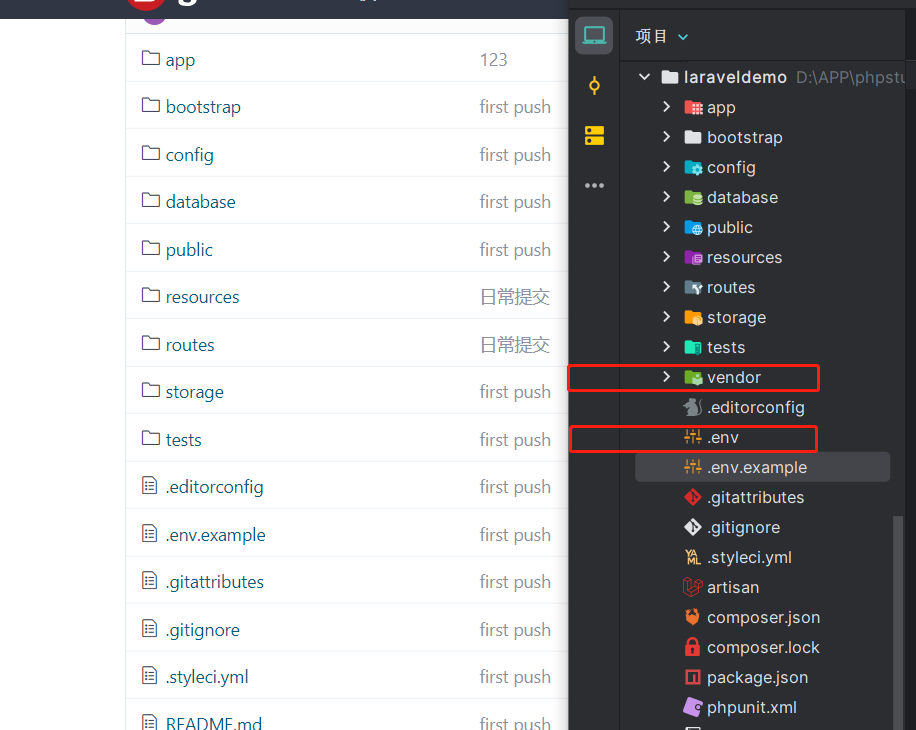 app 123
bootstrap first push
config first push
database first push
public first push
resources 日常提交
routes 日常提交
storage first push
tests first push
.editorconfig first push
.env.example first push
.gitattributes first push
.gitignore first push
.styleci.yml first push
README.md first push
项目
laraveldemo D:\APP\phpstu
app
bootstrap
config
database
public
resources
routes
storage
tests
vendor
.editorconfig
.env
.env.example
.gitattributes
.gitignore
.styleci.yml
artisan
composer.json
composer.lock
package.json
phpunit.xml